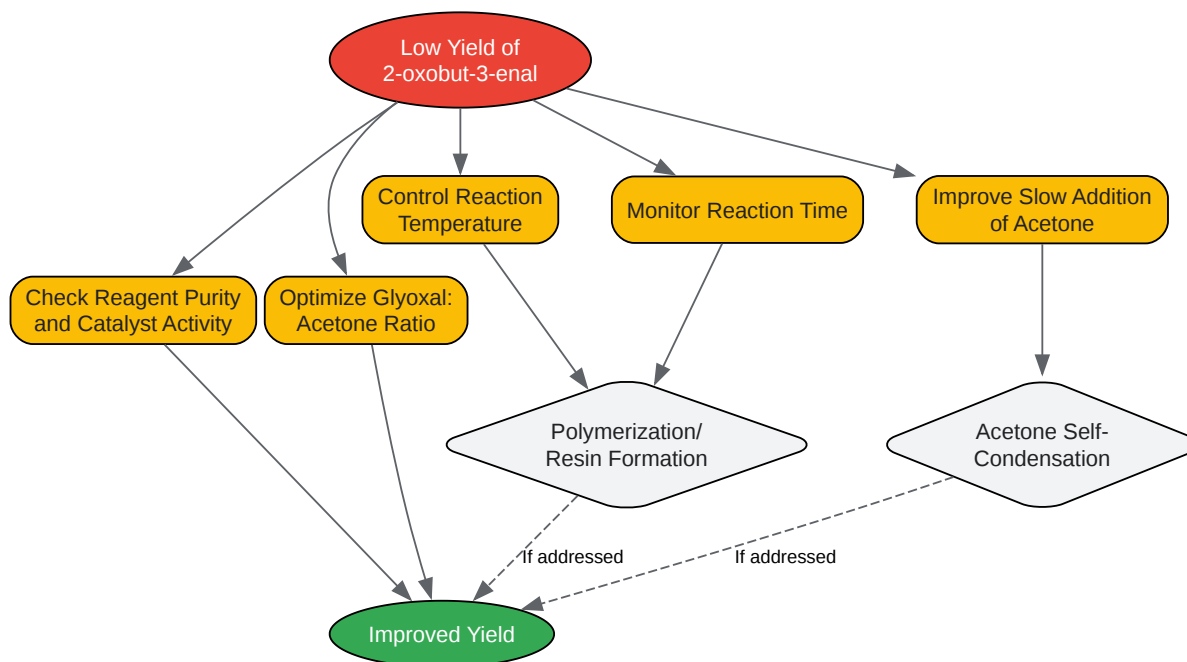 Low Yield of
2-oxobut-3-enal
Control Reaction
Temperature
Monitor Reaction Time
Improve Slow Addition
of Acetone
Check Reagent Purity
and Catalyst Activity
Optimize Glyoxal:
Acetone Ratio
Polymerization/
Resin Formation
Acetone Self-
Condensation
If addressed
If addressed
Improved Yield